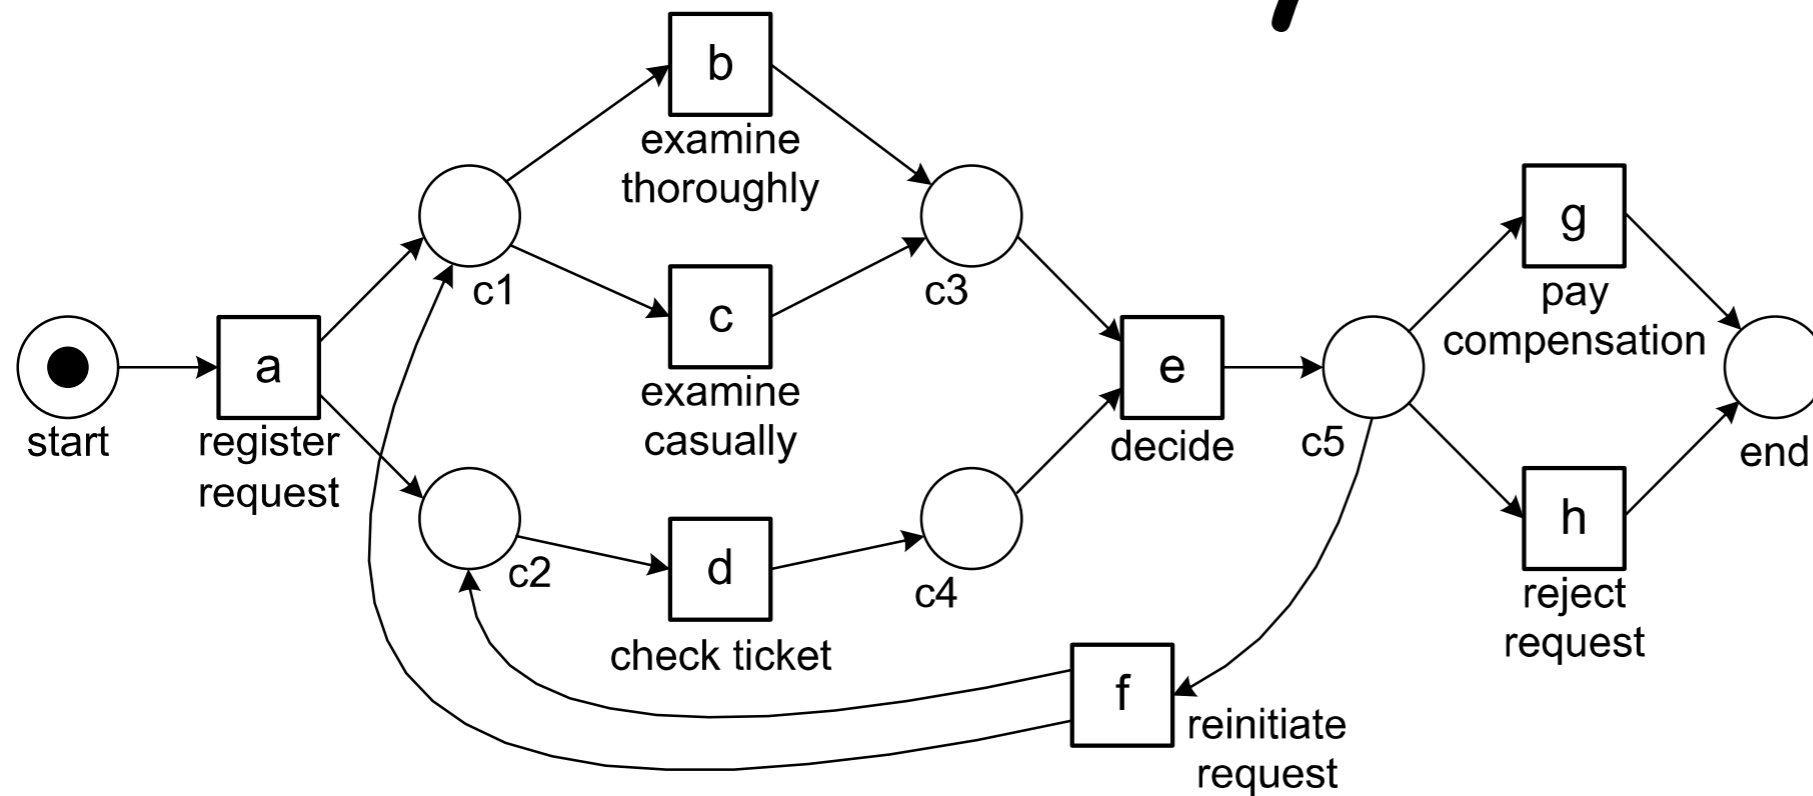 b
examine
thoroughly
c1
c
examine
casually
c3
start
a
register
request
c2
d
check ticket
c4
e
decide
c5
g
pay
compensation
h
reject
request
end
f
reinitiate
request